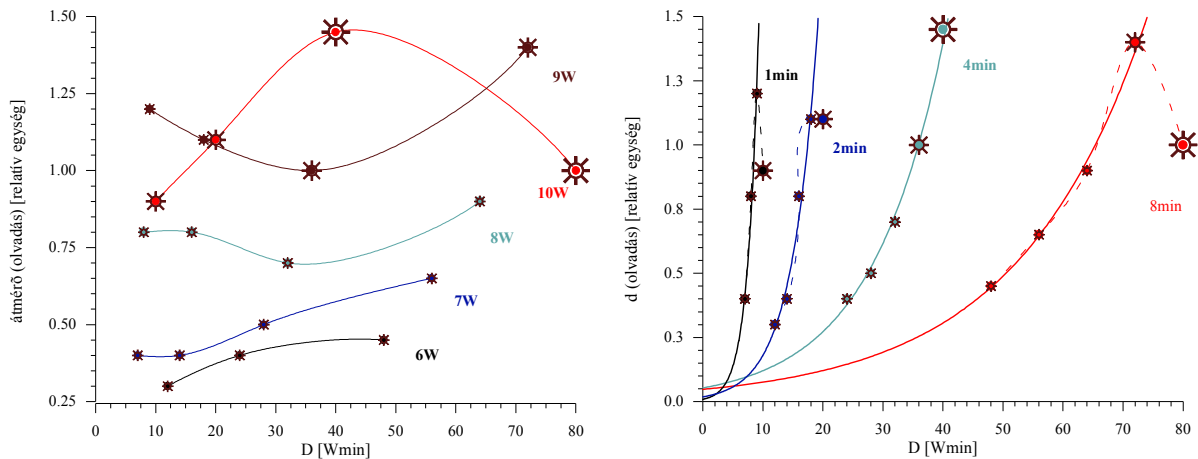 átmérõ (olvadás) [relatív egység]
1.50
1.25
1.00
0.75
0.50
0.25
9W
10W
8W
7W
6W
0 10 20 30 40 50 60 70 80
D [Wmin]
d (olvadás) [relatív egység]
1.5
1.3
1.0
0.8
0.5
0.3
0.0
1min
4min
2min
8min
0 10 20 30 40 50 60 70 80
D [Wmin]